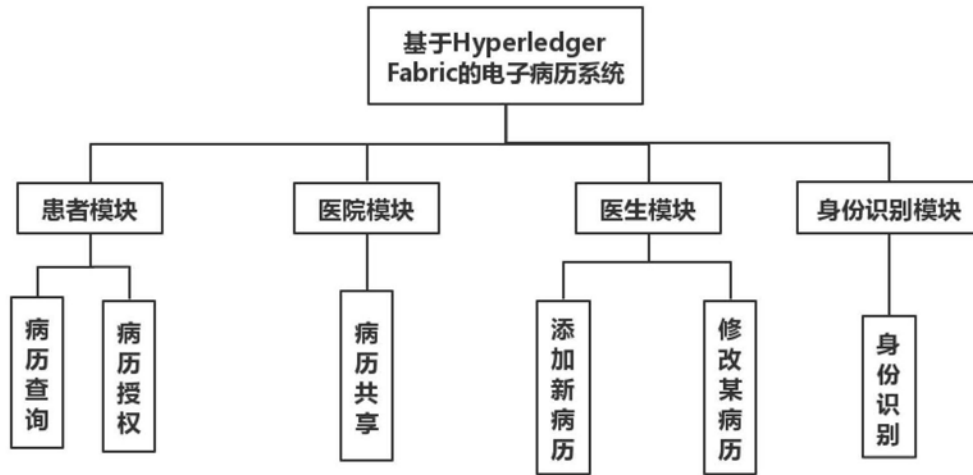 基于Hyperledger
Fabric的电子病历系统
患者模块
医院模块
医生模块
身份识别模块
病历查询
病历授权
病历共享
添加新病历
修改某病历
身份识别